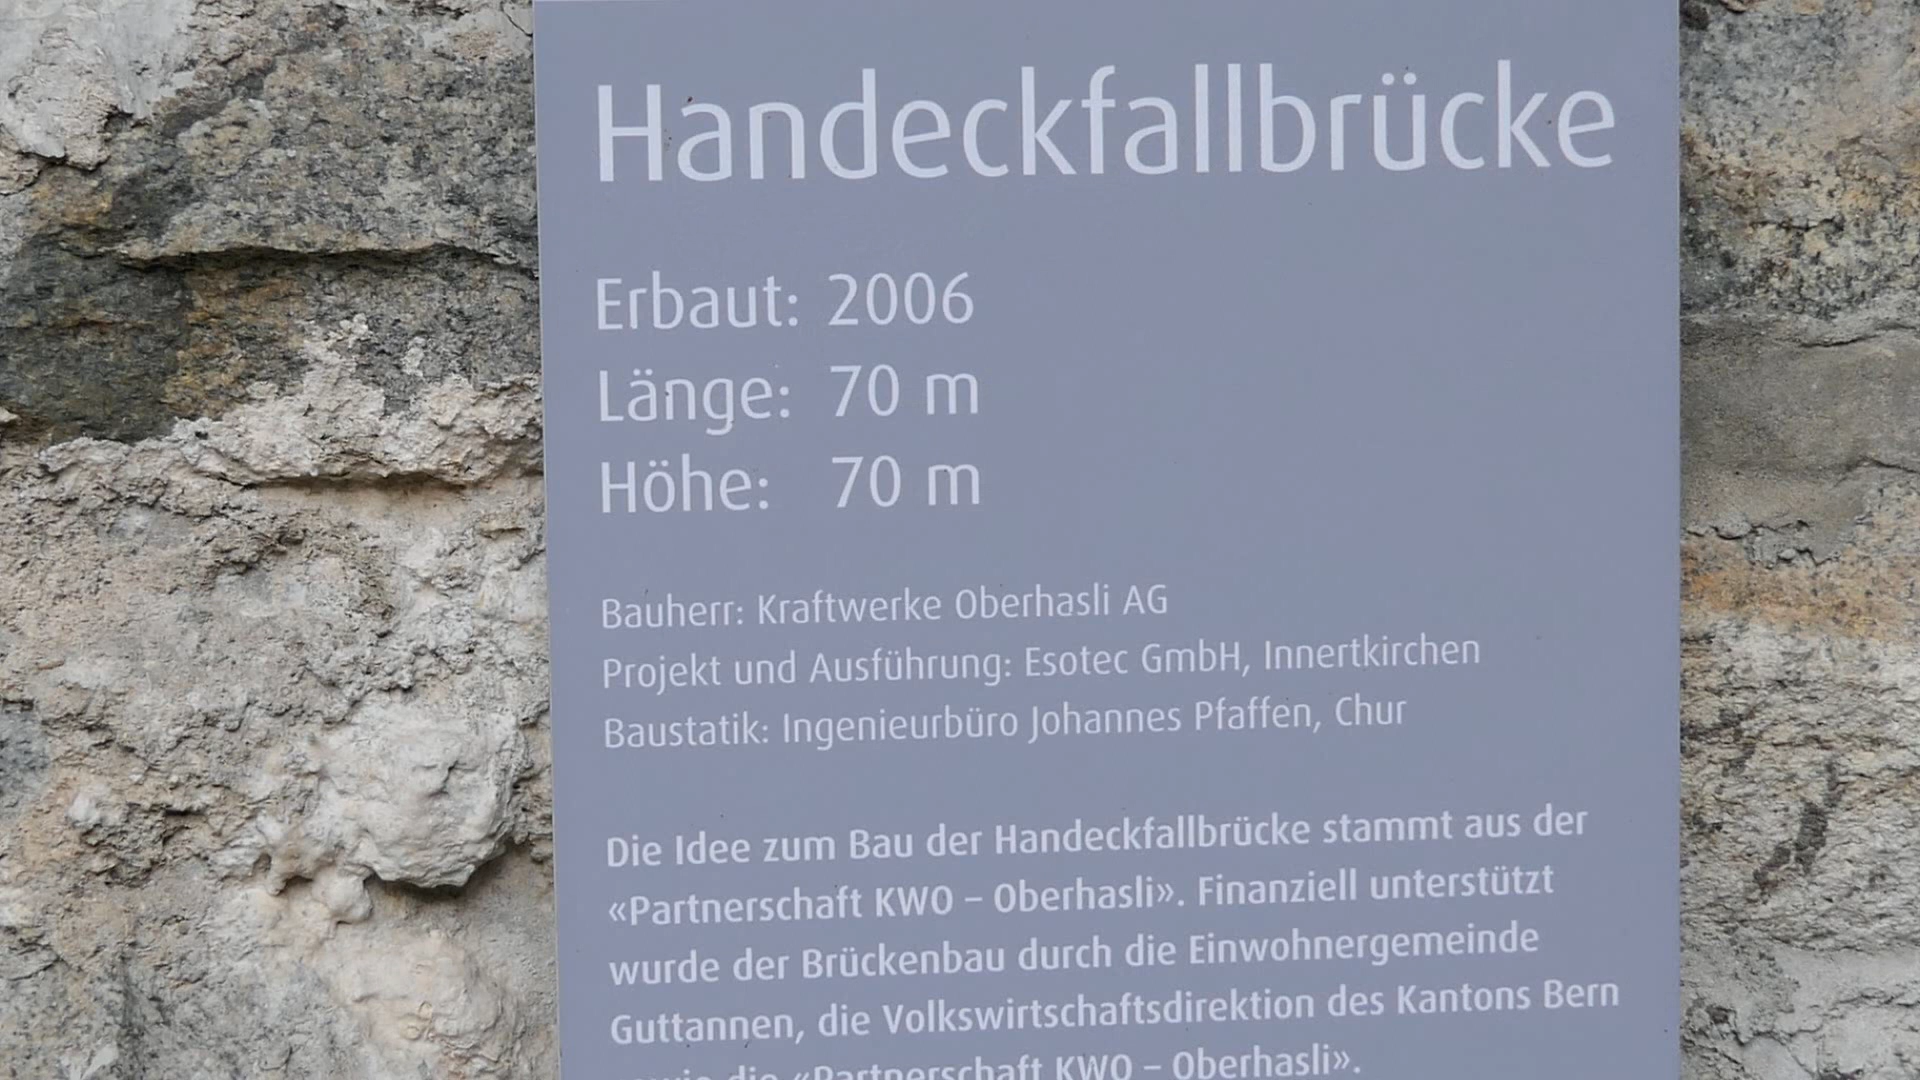 Handeckfallbrücke
Erbaut: 2006
Länge: 70 m
Höhe: 70 m
Bauherr: Kraftwerke Oberhasli AG
Projekt und Ausführung: Esotec GmbH, Innertkirchen
Baustatik: Ingenieurbüro Johannes Pfaffen, Chur
Die Idee zum Bau der Handeckfallbrücke stammt aus der
«Partnerschaft KWO – Oberhasli». Finanziell unterstützt
wurde der Brückenbau durch die Einwohnergemeinde
Guttannen, die Volkswirtschaftsdirektion des Kantons Bern
sowie die «Partnerschaft KWO – Oberhasli».